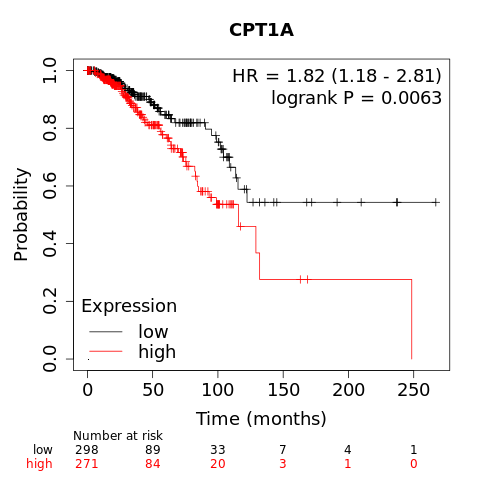 CPT1A
HR = 1.82 (1.18 - 2.81)
logrank P = 0.0063
Probability
1.0
0.8
0.6
0.4
0.2
0.0
Expression
low
high
0 50 100 150 200 250
Time (months)
Number at risk
low 298 89 33 7 4 1
high 271 84 20 3 1 0